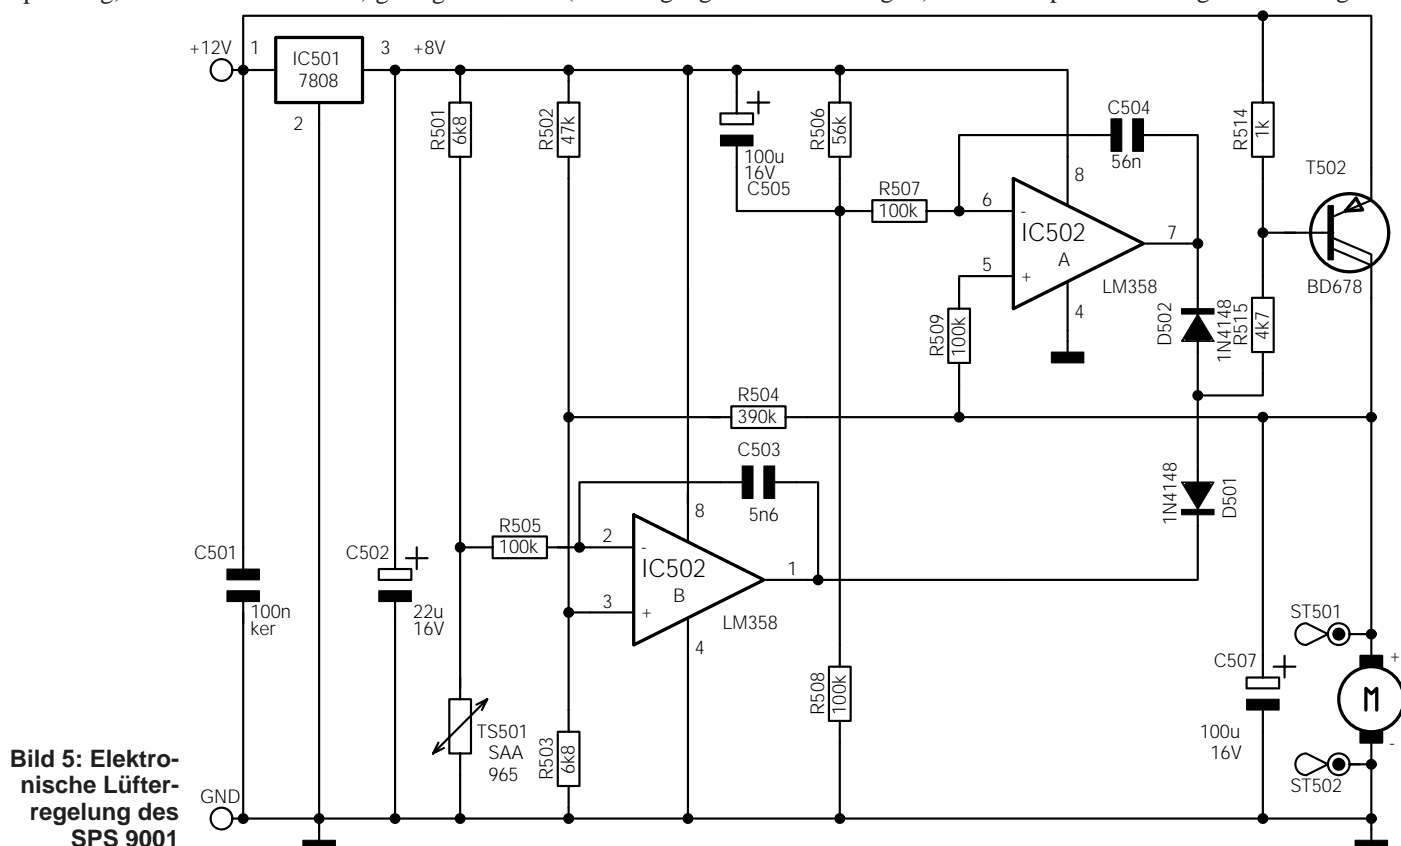 +12V
1
IC501
7808
3
+8V
2
R501
6k8
R502
47k
100u
16V
C505
R506
56k
C504
56n
R507
100k
6
-
IC502
A
8
7
5
+
LM358
4
R509
100k
R514
1k
T502
BD678
D502
1N4148
R515
4k7
R504
390k
C503
5n6
1N4148
D501
R505
100k
2
-
IC502
B
8
1
3
+
LM358
4
C501
100n
ker
C502
+
22u
16V
TS501
SAA
965
R503
6k8
R508
100k
C507
+
100u
16V
ST501
+
M
-
ST502
GND
Bild 5: Elektro-
nische Lüfter-
regelung des
SPS 9001